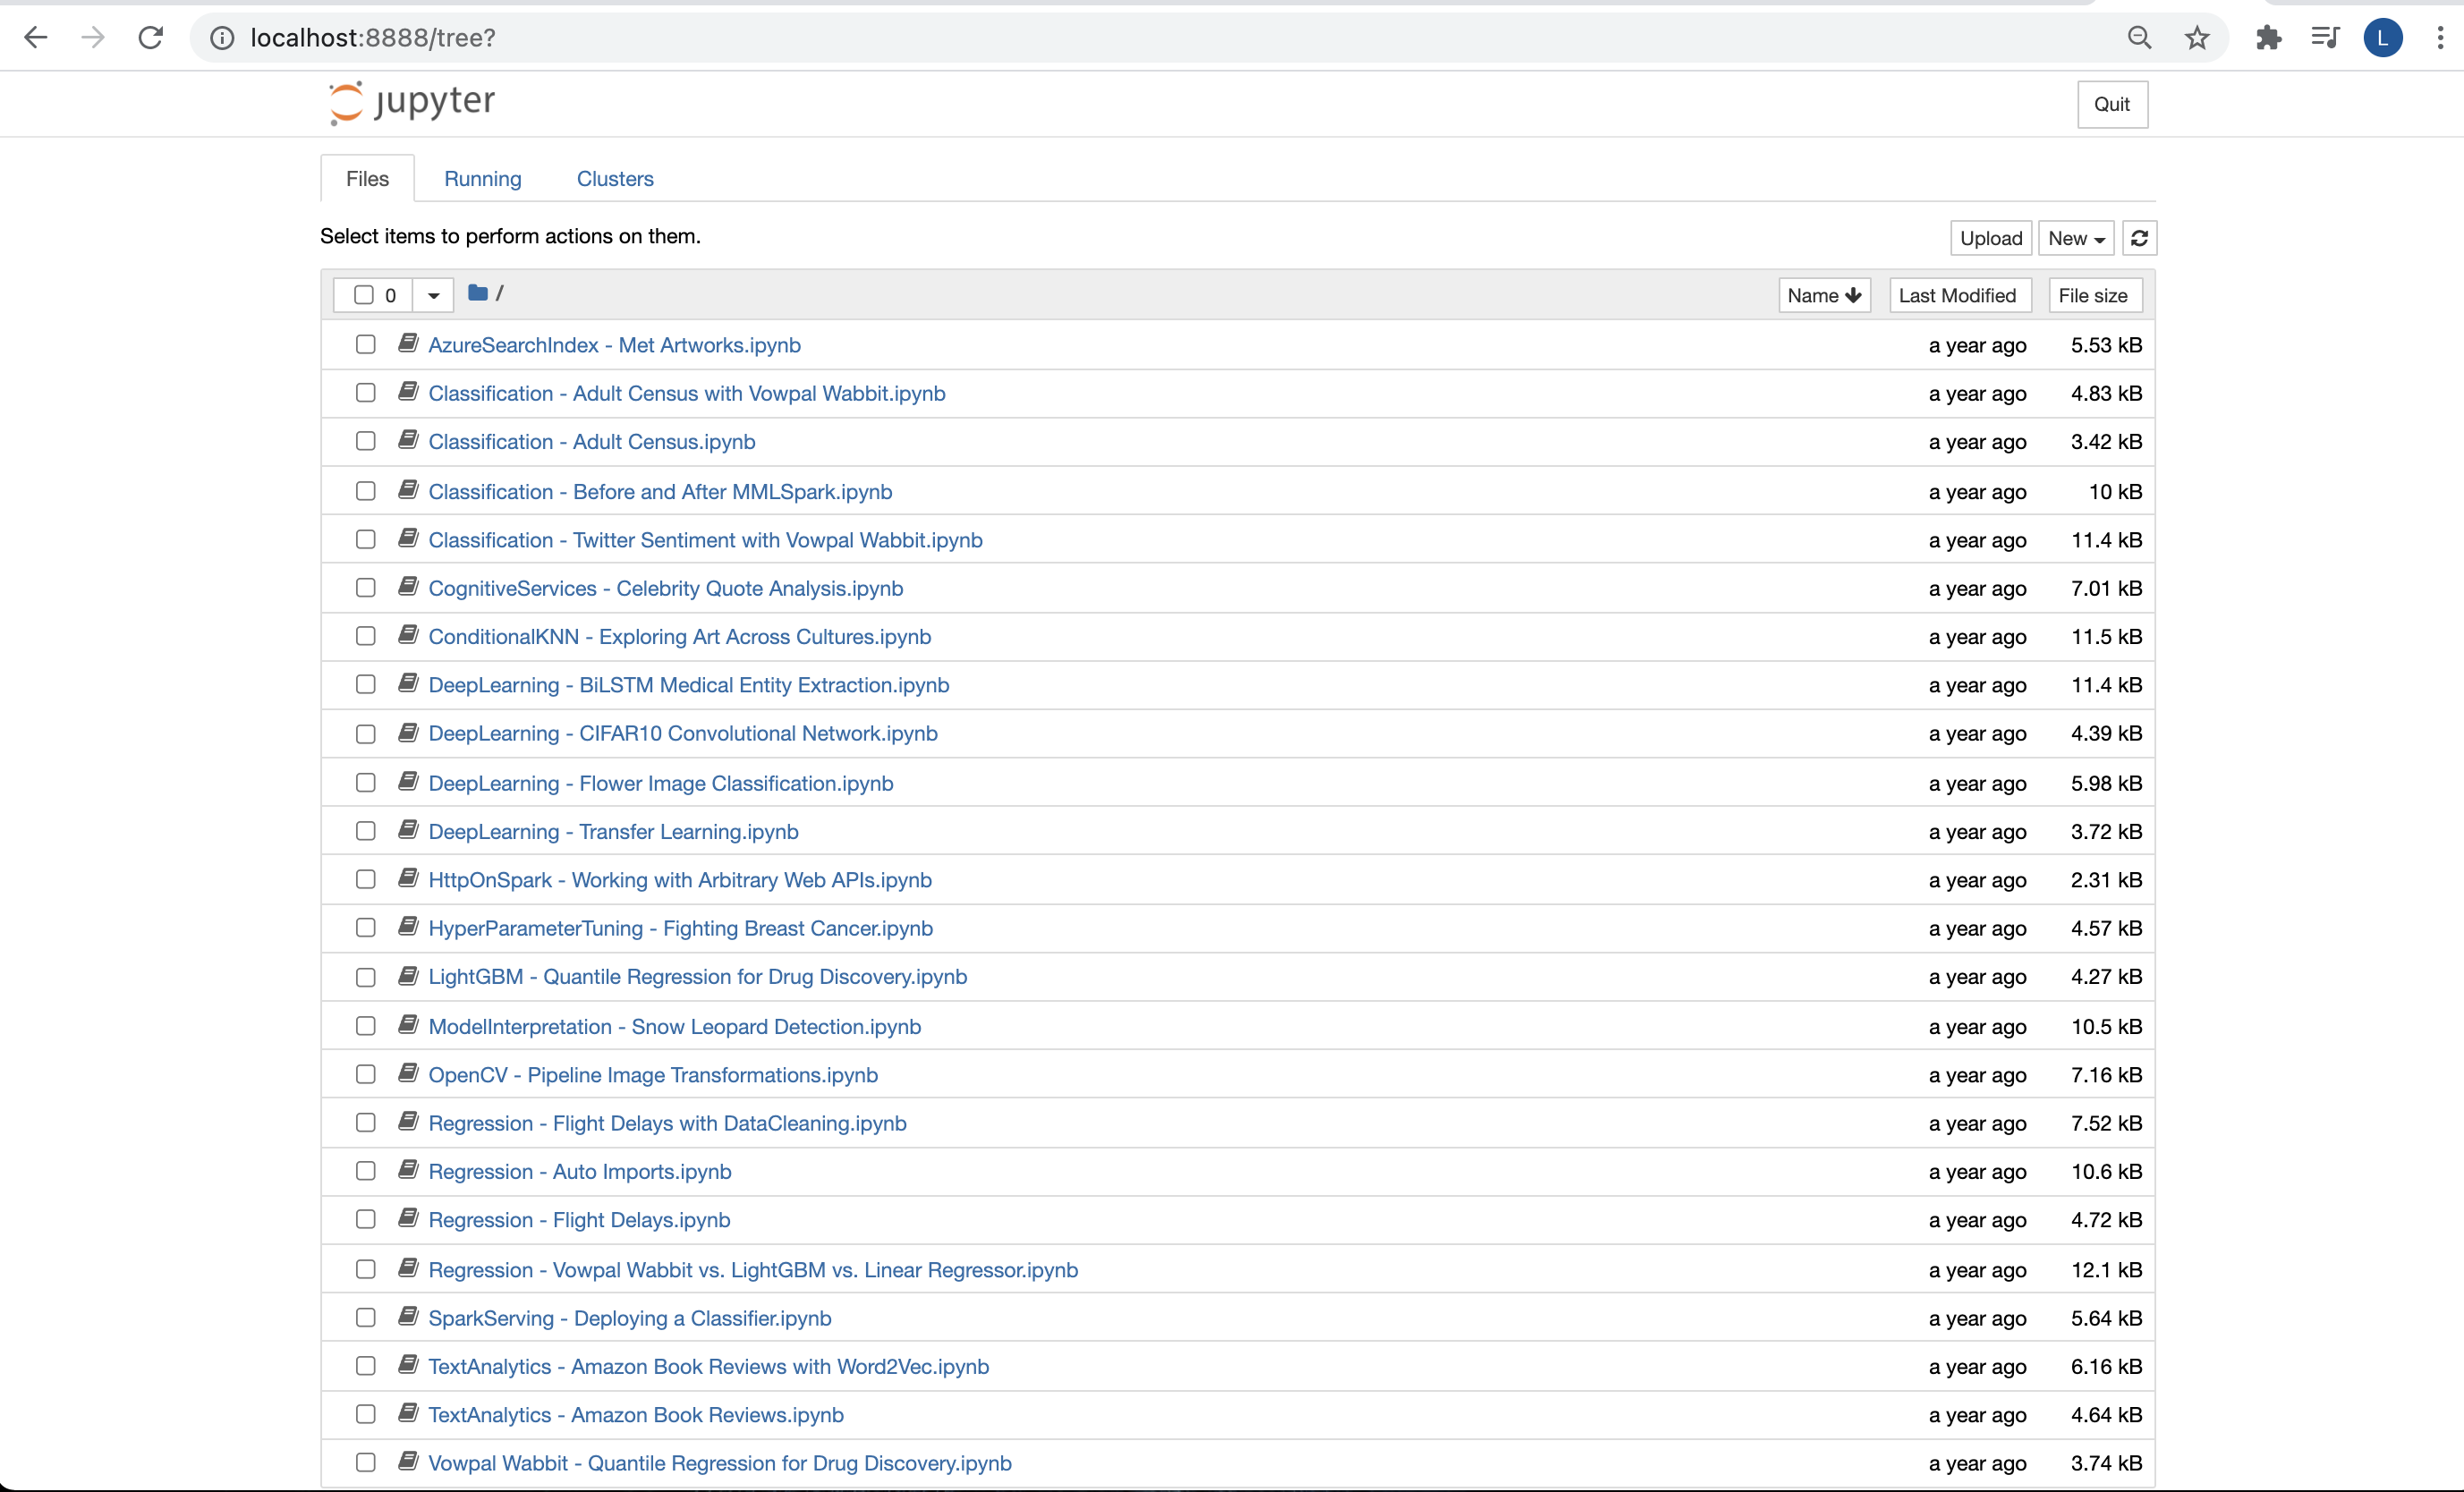 localhost:8888/tree?
L
jupyter
Quit
Files Running Clusters
Select items to perform actions on them.
Upload New
0 / Name Last Modified File size
AzureSearchIndex - Met Artworks.ipynb a year ago 5.53 kB
Classification - Adult Census with Vowpal Wabbit.ipynb a year ago 4.83 kB
Classification - Adult Census.ipynb a year ago 3.42 kB
Classification - Before and After MMLSpark.ipynb a year ago 10 kB
Classification - Twitter Sentiment with Vowpal Wabbit.ipynb a year ago 11.4 kB
CognitiveServices - Celebrity Quote Analysis.ipynb a year ago 7.01 kB
ConditionalKNN - Exploring Art Across Cultures.ipynb a year ago 11.5 kB
DeepLearning - BiLSTM Medical Entity Extraction.ipynb a year ago 11.4 kB
DeepLearning - CIFAR10 Convolutional Network.ipynb a year ago 4.39 kB
DeepLearning - Flower Image Classification.ipynb a year ago 5.98 kB
DeepLearning - Transfer Learning.ipynb a year ago 3.72 kB
HttpOnSpark - Working with Arbitrary Web APIs.ipynb a year ago 2.31 kB
HyperParameterTuning - Fighting Breast Cancer.ipynb a year ago 4.57 kB
LightGBM - Quantile Regression for Drug Discovery.ipynb a year ago 4.27 kB
ModelInterpretation - Snow Leopard Detection.ipynb a year ago 10.5 kB
OpenCV - Pipeline Image Transformations.ipynb a year ago 7.16 kB
Regression - Flight Delays with DataCleaning.ipynb a year ago 7.52 kB
Regression - Auto Imports.ipynb a year ago 10.6 kB
Regression - Flight Delays.ipynb a year ago 4.72 kB
Regression - Vowpal Wabbit vs. LightGBM vs. Linear Regressor.ipynb a year ago 12.1 kB
SparkServing - Deploying a Classifier.ipynb a year ago 5.64 kB
TextAnalytics - Amazon Book Reviews with Word2Vec.ipynb a year ago 6.16 kB
TextAnalytics - Amazon Book Reviews.ipynb a year ago 4.64 kB
Vowpal Wabbit - Quantile Regression for Drug Discovery.ipynb a year ago 3.74 kB